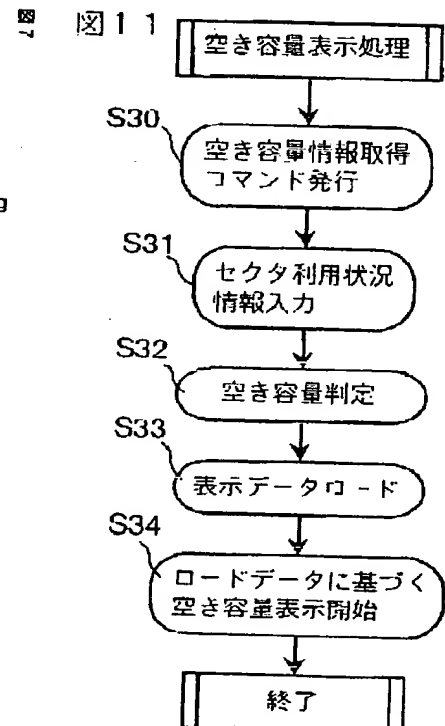 図7
図11
空き容量表示処理
S30
空き容量情報取得
コマンド発行
g
S31
セクタ利用状況
情報入力
S32
空き容量判定
S33
表示データロード
S34
ロードデータに基づく
空き容量表示開始
終了